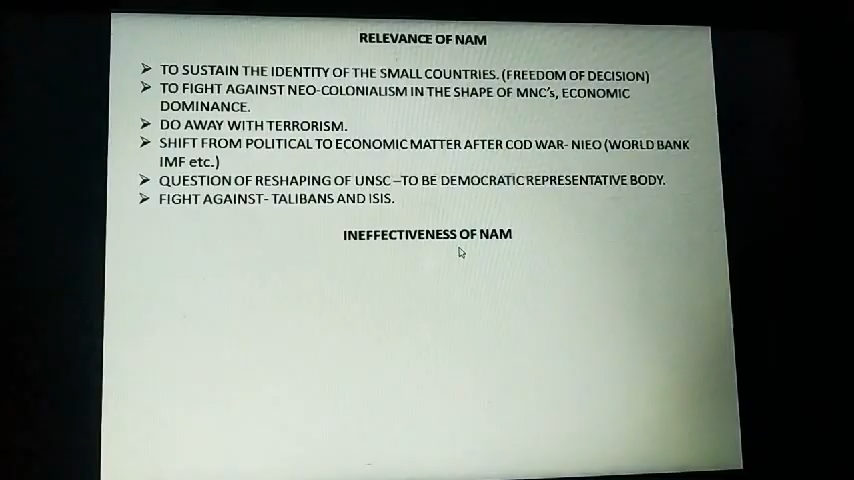 RELEVANCE OF NAM
➢ TO SUSTAIN THE IDENTITY OF THE SMALL COUNTRIES. (FREEDOM OF DECISION)
➢ TO FIGHT AGAINST NEO-COLONIALISM IN THE SHAPE OF MNC's, ECONOMIC
DOMINANCE.
➢ DO AWAY WITH TERRORISM.
➢ SHIFT FROM POLITICAL TO ECONOMIC MATTER AFTER COD WAR- NIEO (WORLD BANK
IMF etc.)
➢ QUESTION OF RESHAPING OF UNSC –TO BE DEMOCRATIC REPRESENTATIVE BODY.
➢ FIGHT AGAINST- TALIBANS AND ISIS.
INEFFECTIVENESS OF NAM